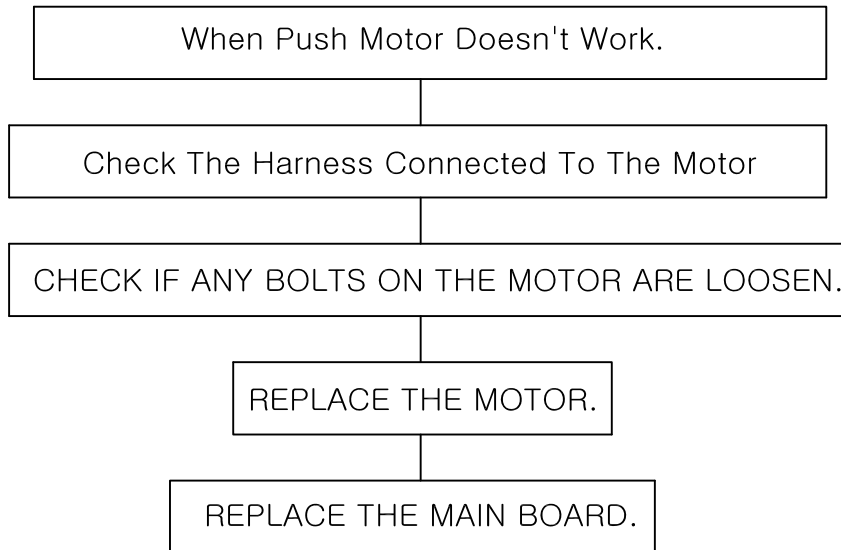 When Push Motor Doesn't Work.
Check The Harness Connected To The Motor
CHECK IF ANY BOLTS ON THE MOTOR ARE LOOSEN.
REPLACE THE MOTOR.
REPLACE THE MAIN BOARD.